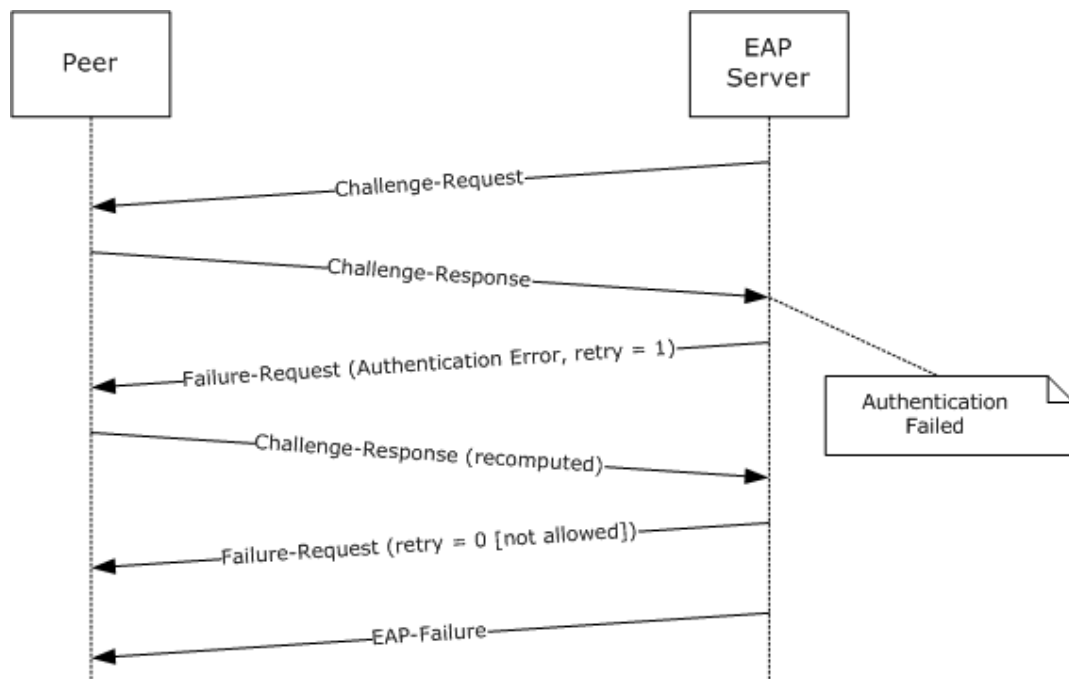 Peer
EAP
Server
Challenge-Request
Challenge-Response
Failure-Request (Authentication Error, retry = 1)
Authentication
Failed
Challenge-Response (recomputed)
Failure-Request (retry = 0 [not allowed])
EAP-Failure